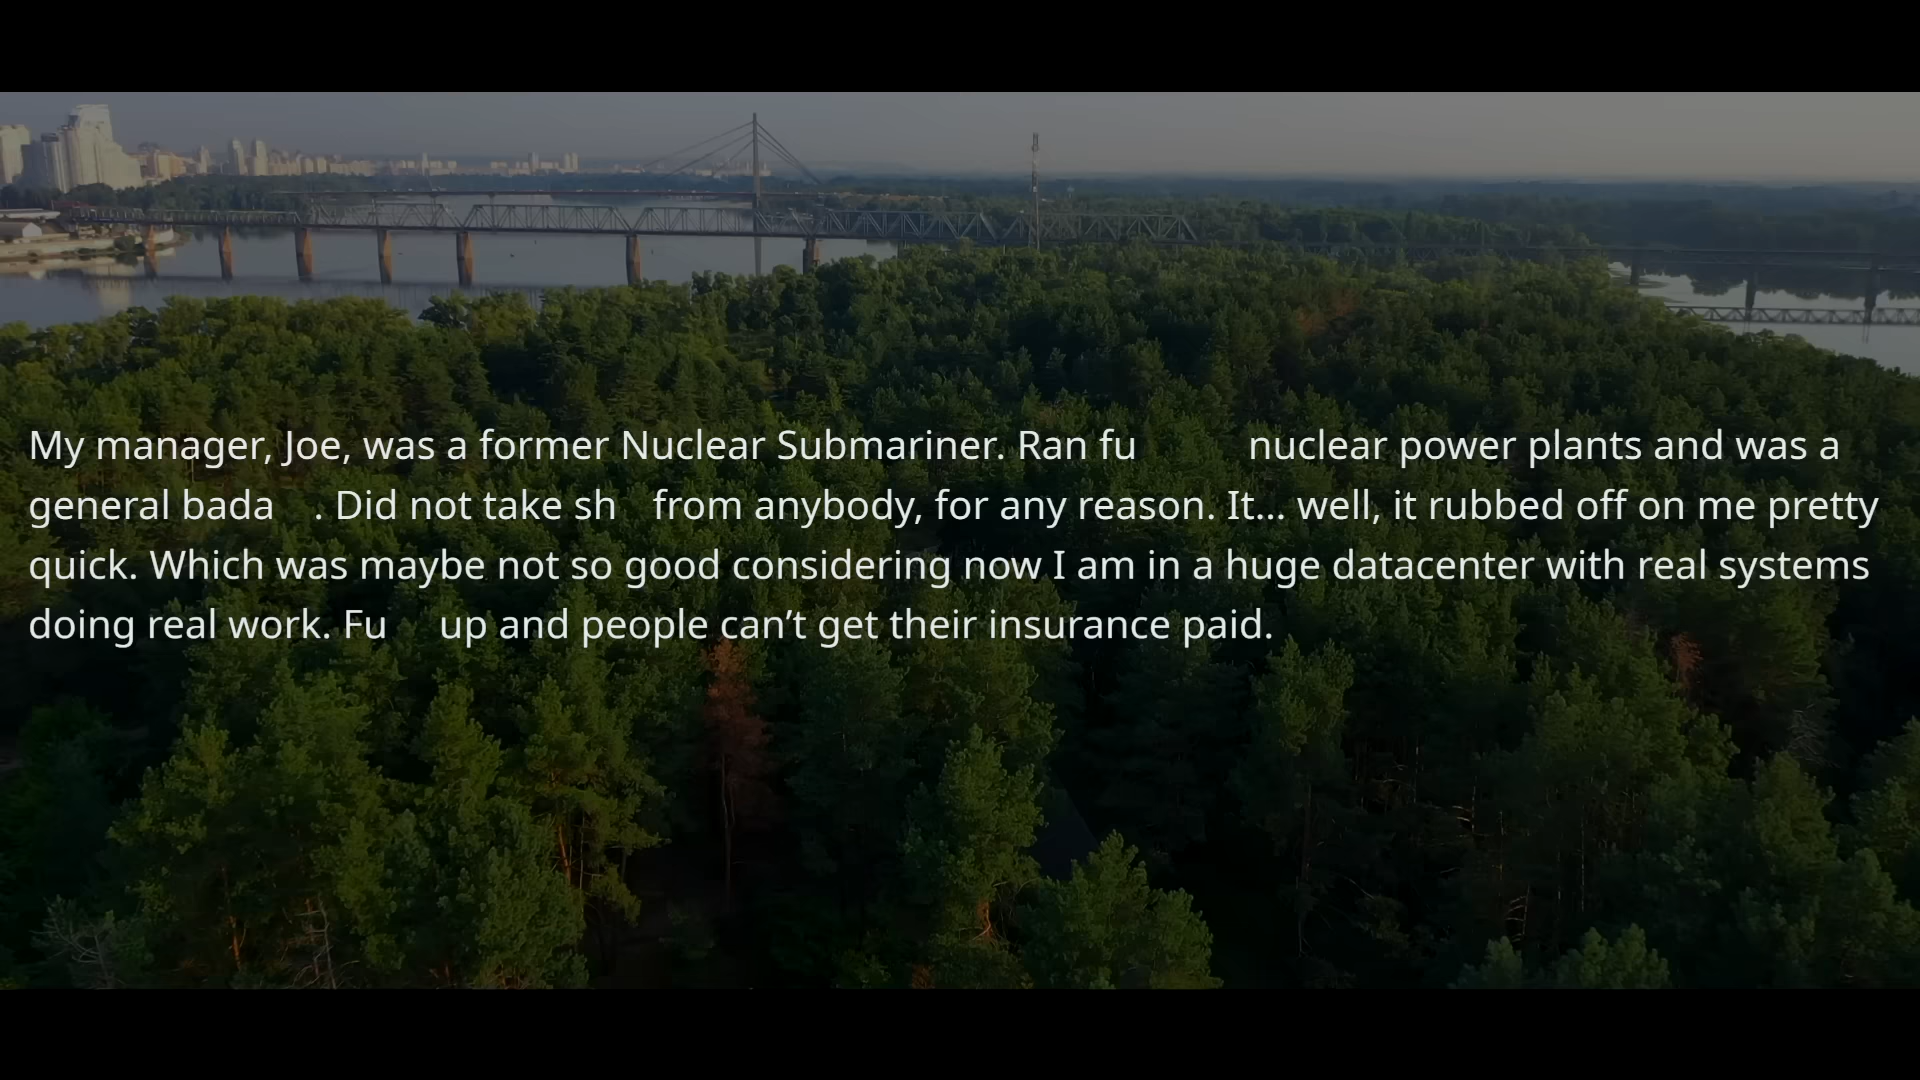 My manager, Joe, was a former Nuclear Submariner. Ran fu nuclear power plants and was a
general bada . Did not take sh from anybody, for any reason. It... well, it rubbed off on me pretty
quick. Which was maybe not so good considering now I am in a huge datacenter with real systems
doing real work. Fu up and people can’t get their insurance paid.